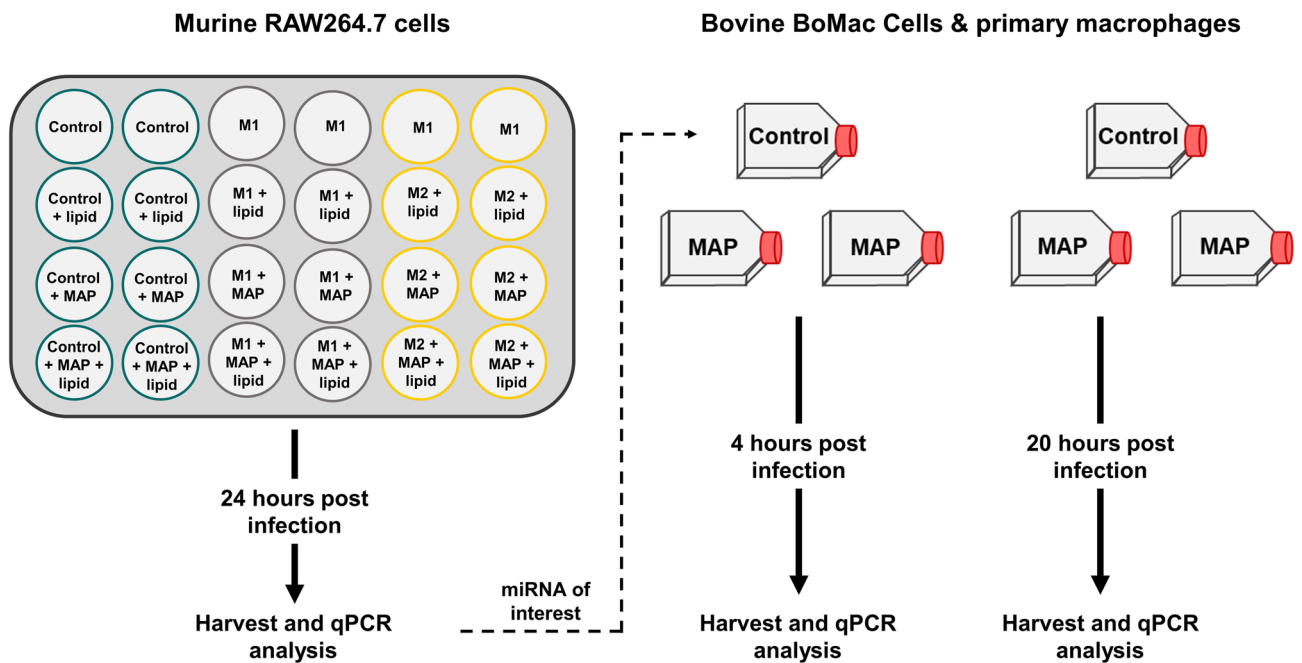 Murine RAW264.7 cells
Control
Control
M1
M1
M1
M1
Control
+ lipid
Control
+ lipid
M1 +
lipid
M1 +
lipid
M2 +
lipid
M2 +
lipid
Control
+ MAP
Control
+ MAP
M1 +
MAP
M1 +
MAP
M2 +
MAP
M2 +
MAP
Control
+ MAP +
lipid
Control
+ MAP +
lipid
M1 +
MAP +
lipid
M1 +
MAP +
lipid
M2 +
MAP +
lipid
M2 +
MAP +
lipid
24 hours post
infection
Harvest and qPCR
analysis
miRNA of
interest
Bovine BoMac Cells & primary macrophages
Control
MAP
MAP
4 hours post
infection
Harvest and qPCR
analysis
Control
MAP
MAP
20 hours post
infection
Harvest and qPCR
analysis